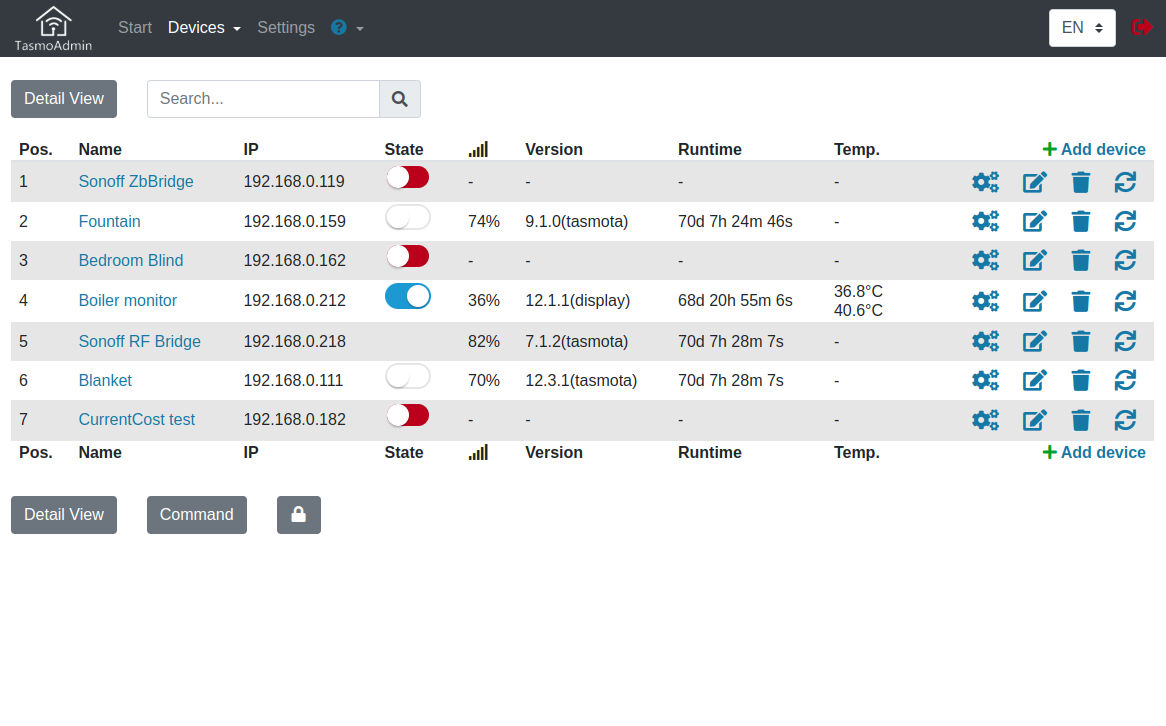 TasmoAdmin Start Devices Settings ? EN
Detail View Search...
Pos. Name IP State Version Runtime Temp. Add device
1 Sonoff ZbBridge 192.168.0.119 - - - -
2 Fountain 192.168.0.159 74% 9.1.0(tasmota) 70d 7h 24m 46s -
3 Bedroom Blind 192.168.0.162 - - - -
4 Boiler monitor 192.168.0.212 36% 12.1.1(display) 68d 20h 55m 6s 36.8°C
40.6°C
5 Sonoff RF Bridge 192.168.0.218 82% 7.1.2(tasmota) 70d 7h 28m 7s -
6 Blanket 192.168.0.111 70% 12.3.1(tasmota) 70d 7h 28m 7s -
7 CurrentCost test 192.168.0.182 - - - -
Pos. Name IP State Version Runtime Temp. Add device
Detail View Command